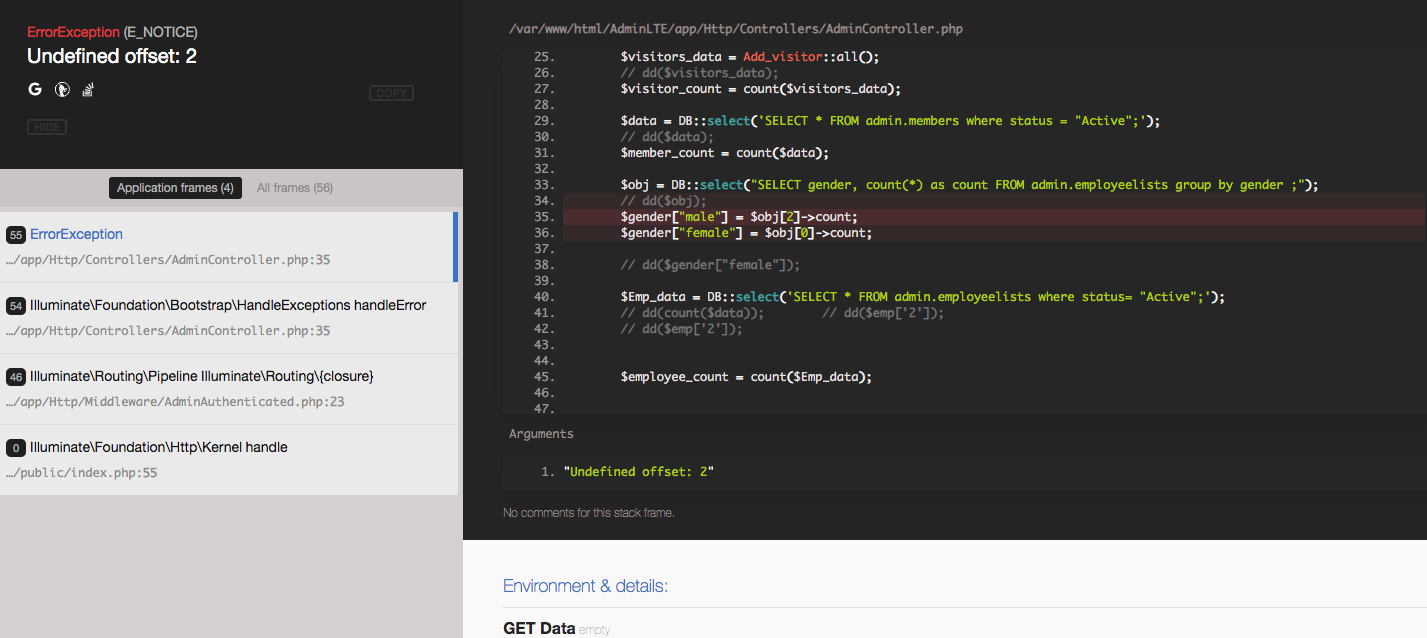 ErrorException (E_NOTICE)
Undefined offset: 2
G
COPY
HIDE
Application frames (4) All frames (56)
55 ErrorException
…/app/Http/Controllers/AdminController.php:35
54 Illuminate\Foundation\Bootstrap\HandleExceptions handleError
…/app/Http/Controllers/AdminController.php:35
46 Illuminate\Routing\Pipeline Illuminate\Routing\{closure}
…/app/Http/Middleware/AdminAuthenticated.php:23
0 Illuminate\Foundation\Http\Kernel handle
…/public/index.php:55
/var/www/html/AdminLTE/app/Http/Controllers/AdminController.php
25. $visitors_data = Add_visitor::all();
26. // dd($visitors_data);
27. $visitor_count = count($visitors_data);
28.
29. $data = DB::select('SELECT * FROM admin.members where status = "Active";');
30. // dd($data);
31. $member_count = count($data);
32.
33. $obj = DB::select("SELECT gender, count(*) as count FROM admin.employeelists group by gender ;");
34. // dd($obj);
35. $gender["male"] = $obj[2]->count;
36. $gender["female"] = $obj[0]->count;
37.
38. // dd($gender["female"]);
39.
40. $Emp_data = DB::select('SELECT * FROM admin.employeelists where status= "Active";');
41. // dd(count($data)); // dd($emp['2']);
42. // dd($emp['2']);
43.
44.
45. $employee_count = count($Emp_data);
46.
47.
Arguments
1. "Undefined offset: 2"
No comments for this stack frame.
Environment & details:
GET Data empty